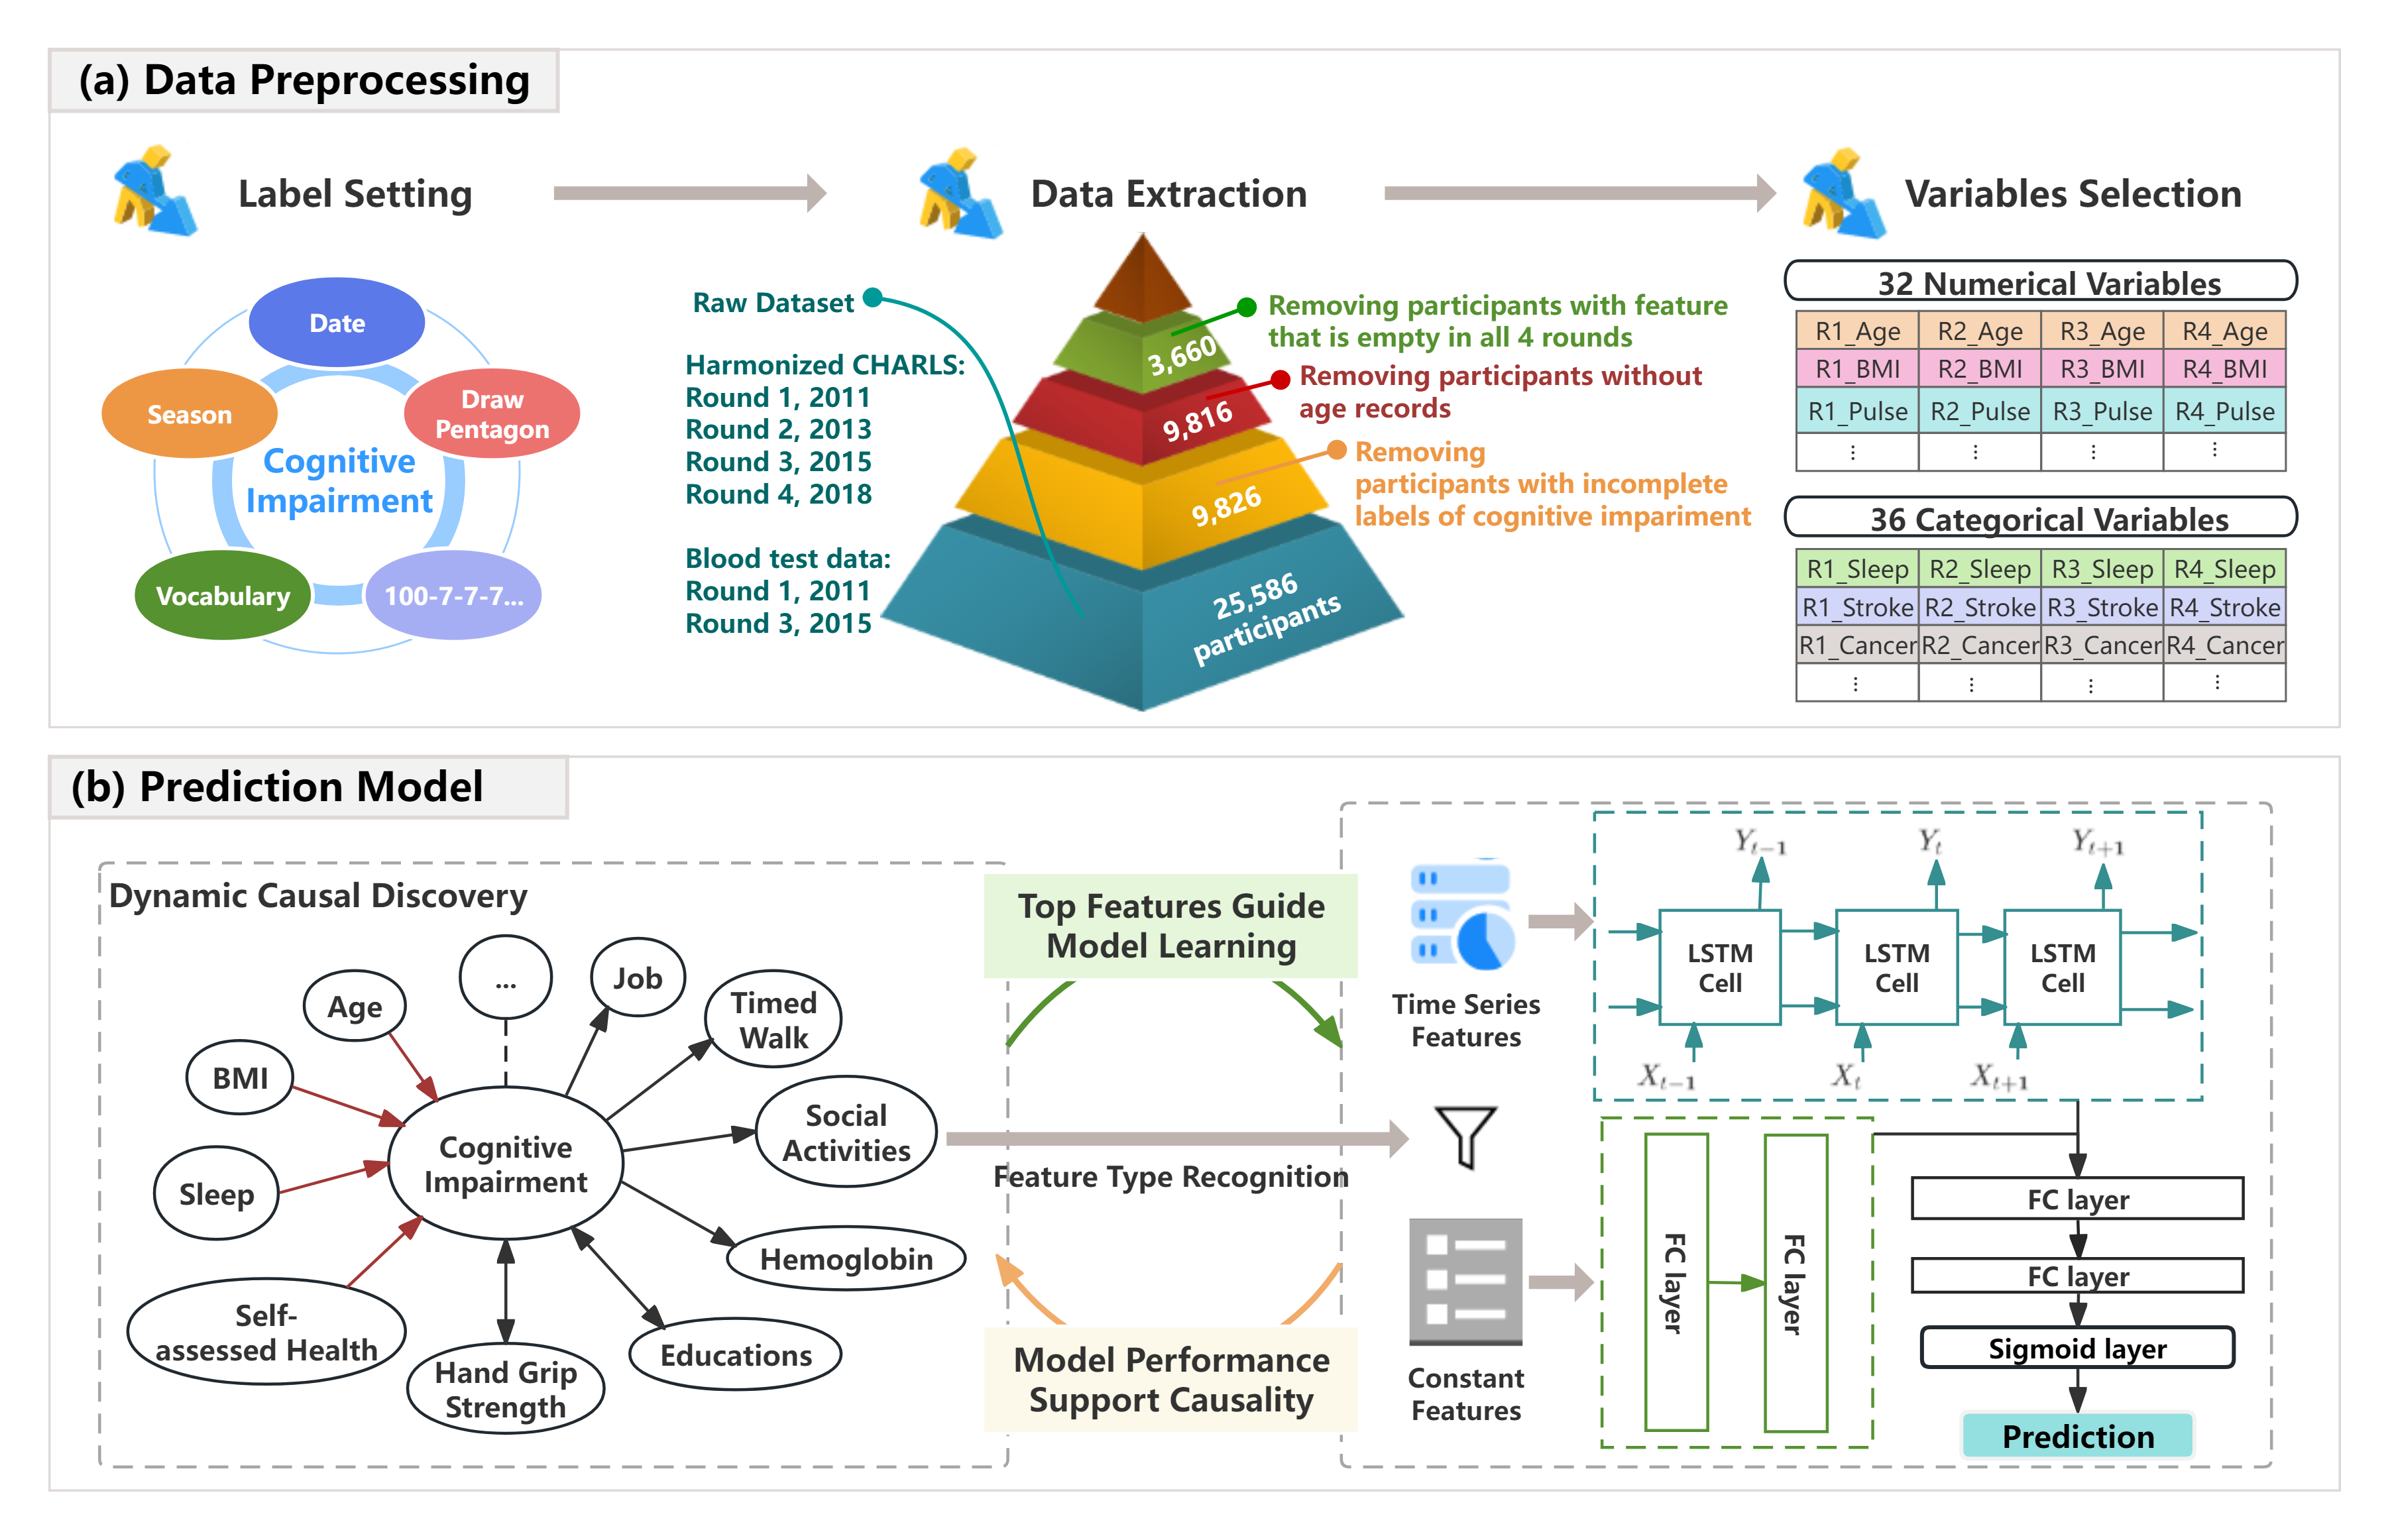 (a) Data Preprocessing
Label Setting
Data Extraction
Variables Selection
Date
Season
Draw
Pentagon
Cognitive
Impairment
Vocabulary
100-7-7-7...
Raw Dataset
Harmonized CHARLS:
Round 1, 2011
Round 2, 2013
Round 3, 2015
Round 4, 2018
Blood test data:
Round 1, 2011
Round 3, 2015
3,660
9,816
9,826
25,586
participants
Removing participants with feature
that is empty in all 4 rounds
Removing participants without
age records
Removing
participants with incomplete
labels of cognitive impariment
32 Numerical Variables
R1_Age R2_Age R3_Age R4_Age
R1_BMI R2_BMI R3_BMI R4_BMI
R1_Pulse R2_Pulse R3_Pulse R4_Pulse
⋮ ⋮ ⋮ ⋮
36 Categorical Variables
R1_Sleep R2_Sleep R3_Sleep R4_Sleep
R1_Stroke R2_Stroke R3_Stroke R4_Stroke
R1_Cancer R2_Cancer R3_Cancer R4_Cancer
⋮ ⋮ ⋮ ⋮
(b) Prediction Model
Dynamic Causal Discovery
...
Job
Age
Timed
Walk
BMI
Social
Activities
Cognitive
Impairment
Sleep
Hemoglobin
Self-
assessed Health
Hand Grip
Strength
Educations
Top Features Guide
Model Learning
Feature Type Recognition
Model Performance
Support Causality
Time Series
Features
Constant
Features
Y_{t-1} Y_t Y_{t+1}
LSTM
Cell
LSTM
Cell
LSTM
Cell
X_{t-1} X_t X_{t+1}
FC layer
FC layer
FC layer
FC layer
Sigmoid layer
Prediction